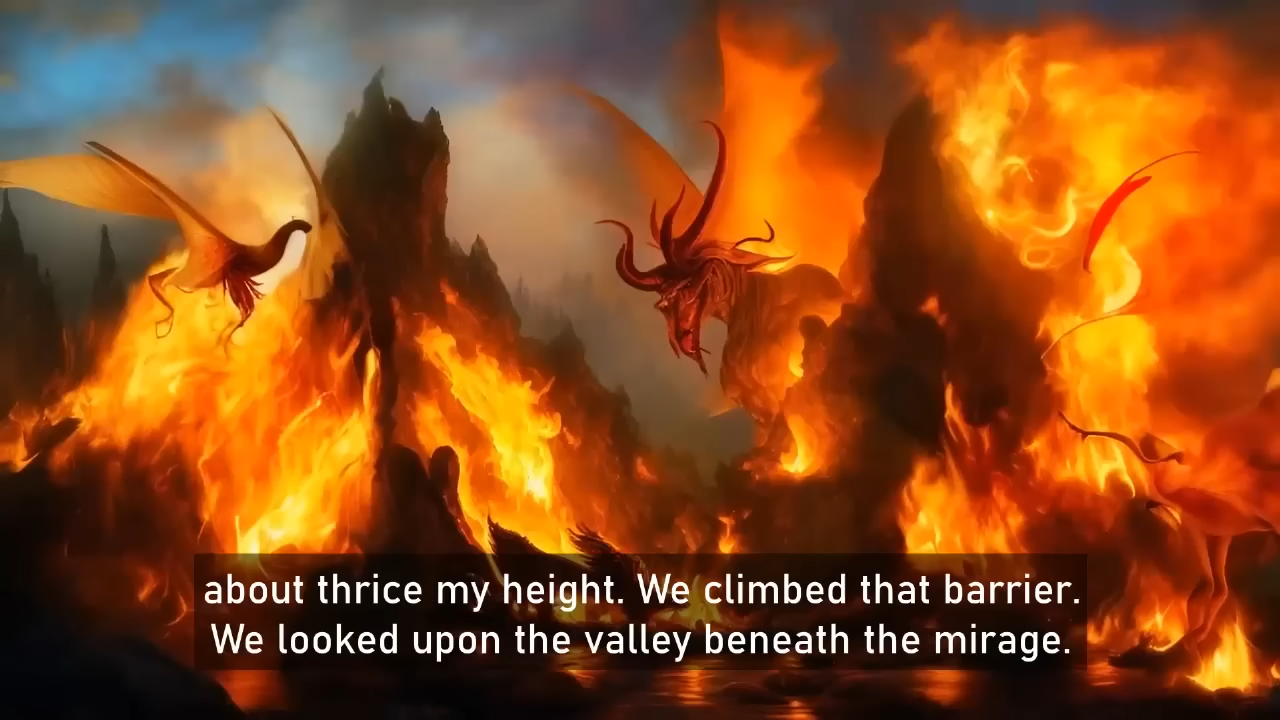 about thrice my height. We climbed that barrier.
We looked upon the valley beneath the mirage.